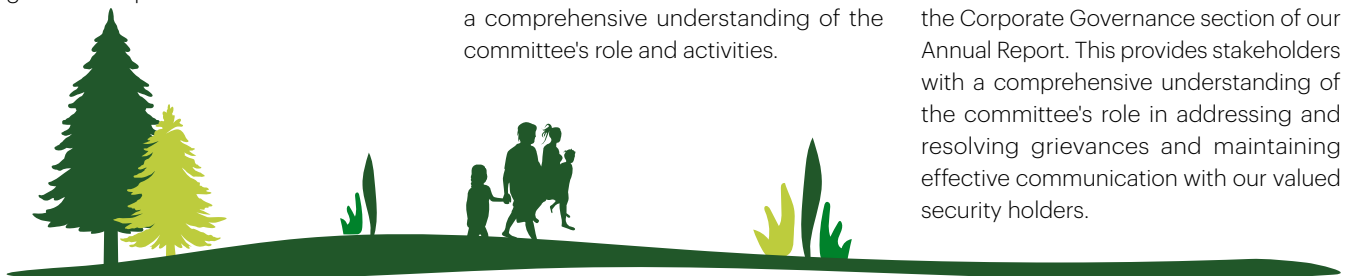 a comprehensive understanding of the
committee's role and activities.
the Corporate Governance section of our
Annual Report. This provides stakeholders
with a comprehensive understanding of
the committee's role in addressing and
resolving grievances and maintaining
effective communication with our valued
security holders.